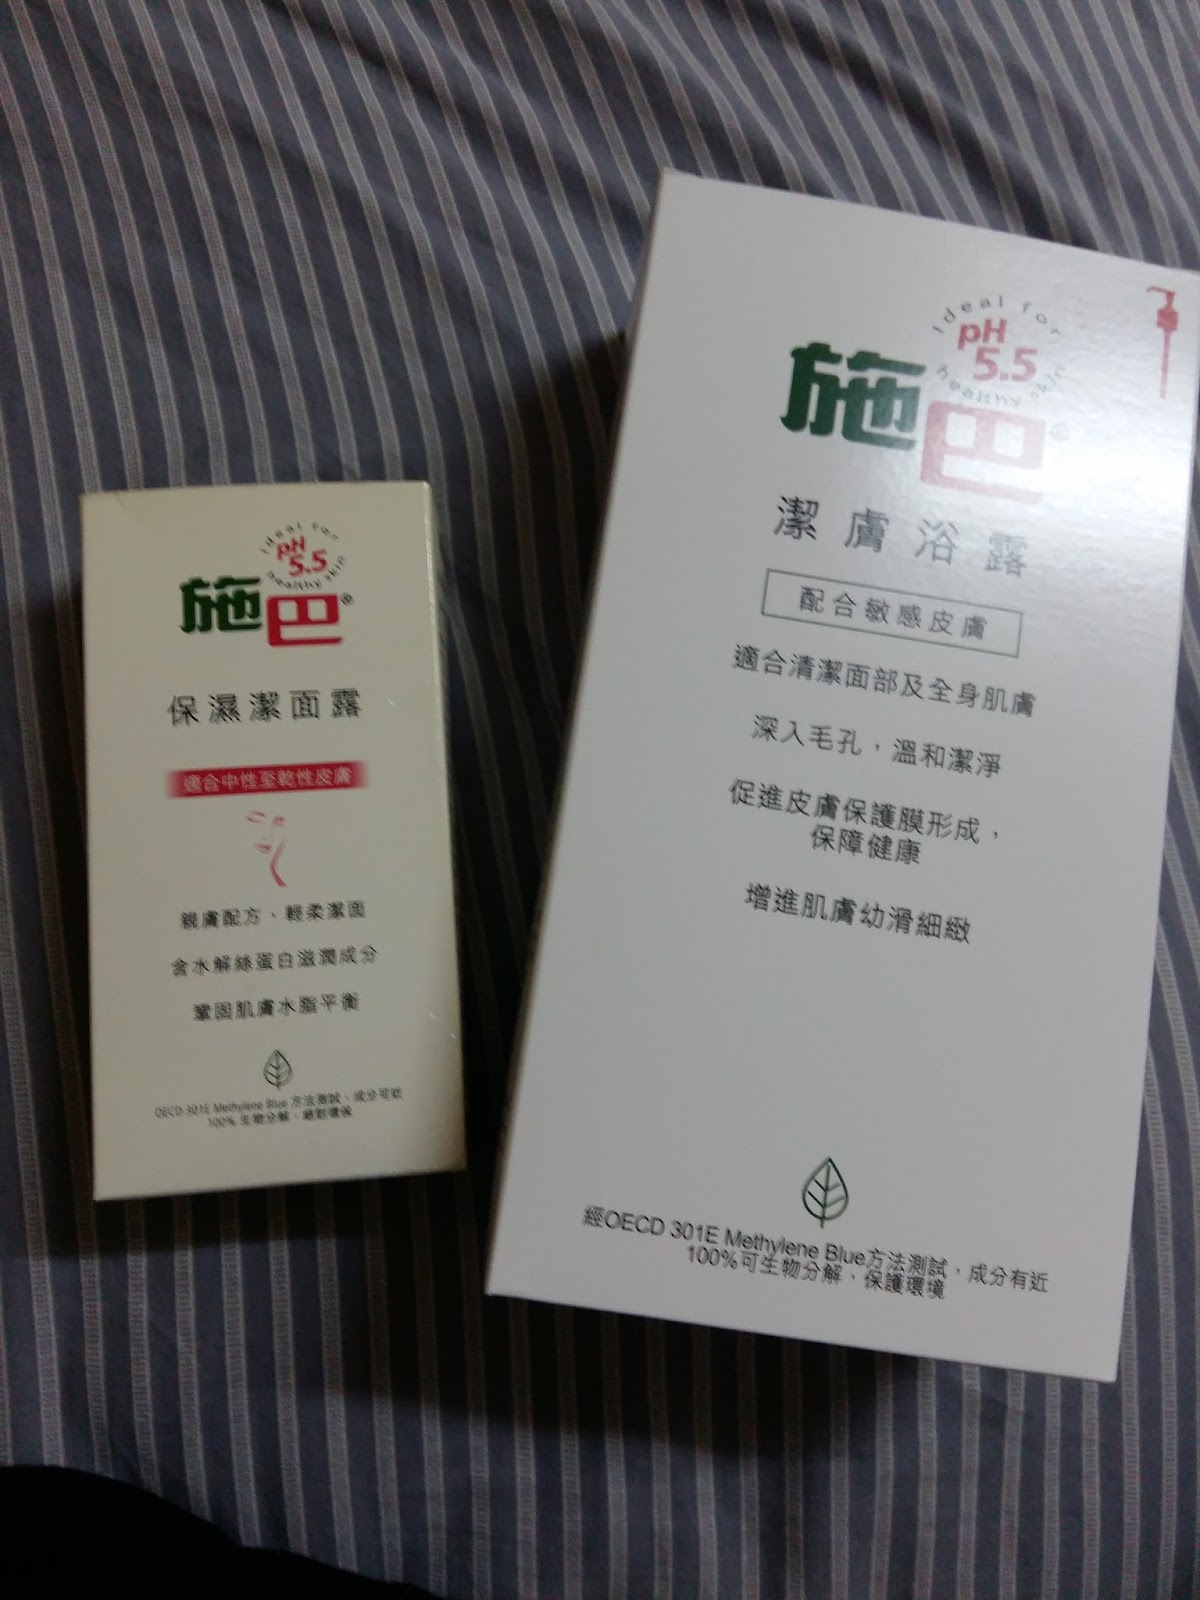 Ideal for
pH
5.5
healthy skin
施巴®
保濕潔面露
適合中性至乾性皮膚
親膚配方、輕柔潔面
含水解絲蛋白滋潤成分
鞏固肌膚水脂平衡
OECD 301E Methylene Blue 方法測試、成分可近
100% 生物分解、絕對環保
Ideal for
pH
5.5
healthy skin
施巴®
潔膚浴露
配合敏感皮膚
適合清潔面部及全身肌膚
深入毛孔，溫和潔淨
促進皮膚保護膜形成，
保障健康
增進肌膚幼滑細緻
經OECD 301E Methylene Blue方法測試，成分有近
100%可生物分解、保護環境